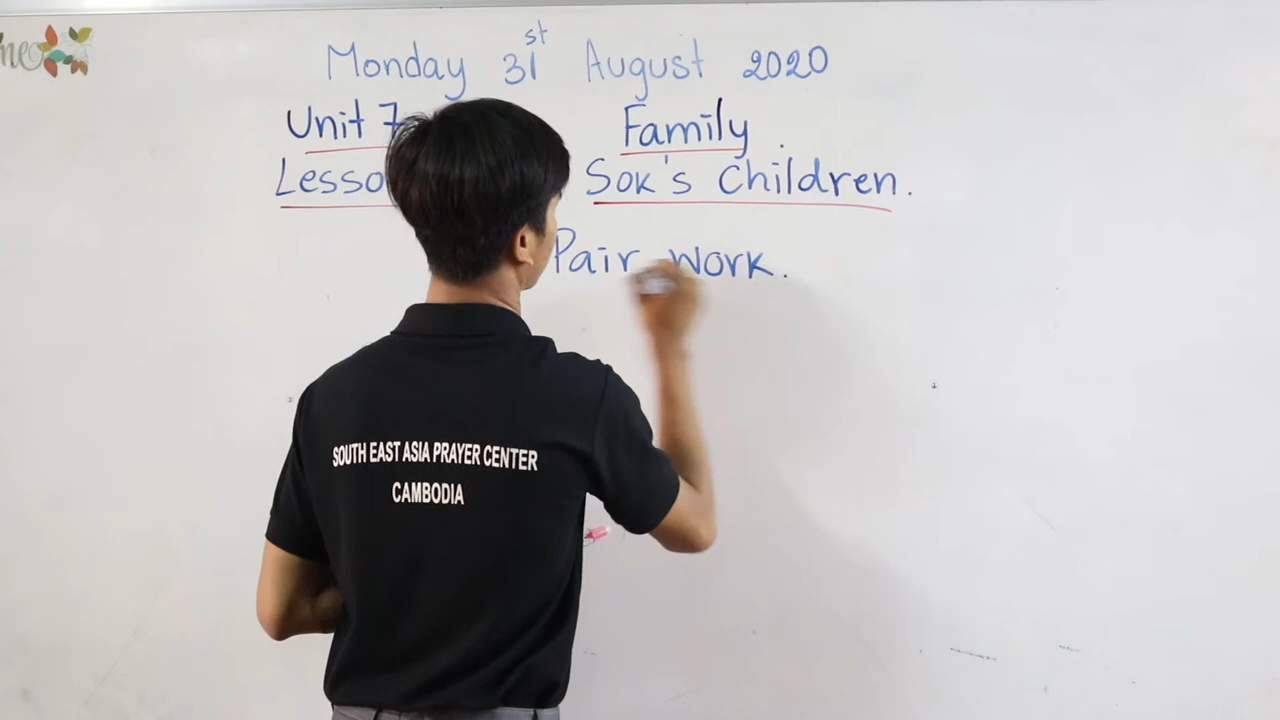 Monday 31st August 2020
Unit 7 Family
Sok's Children.
Pair Work.
SOUTH EAST ASIA PRAYER CENTER
CAMBODIA